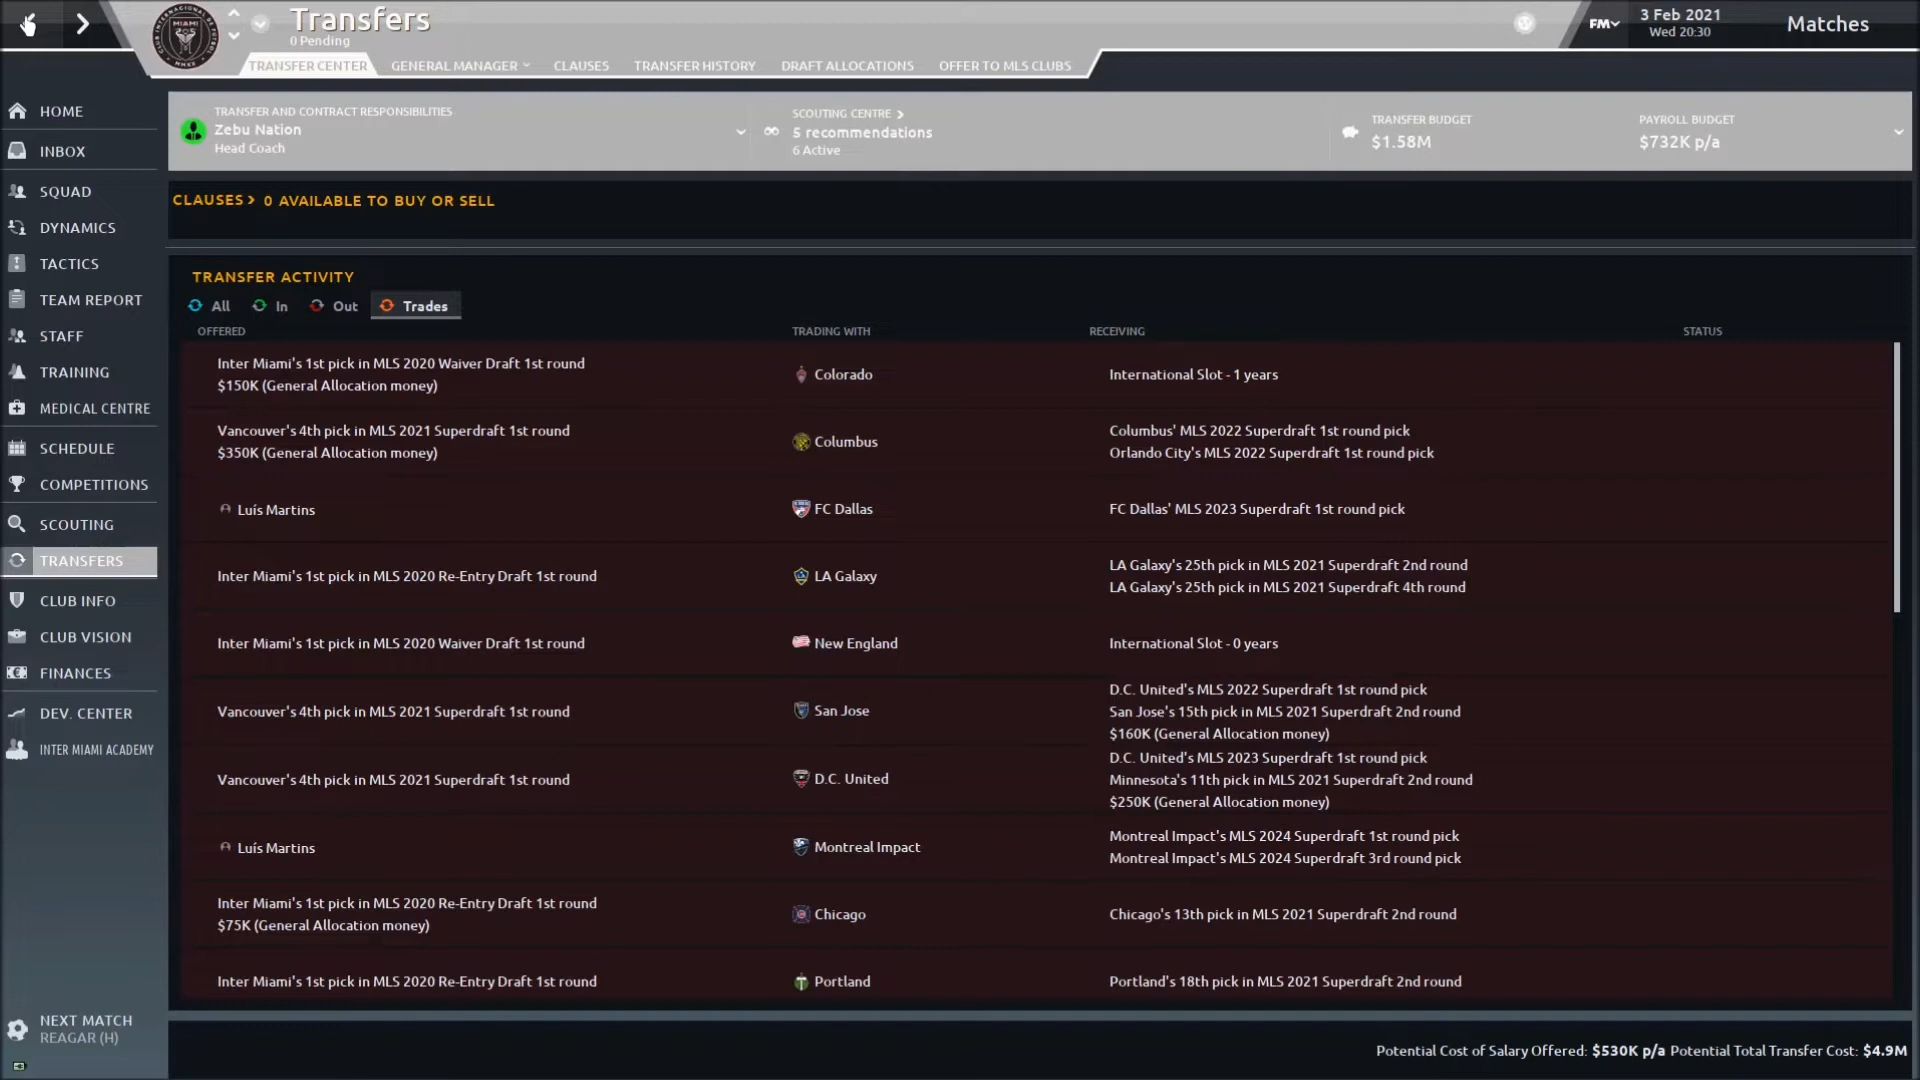 Transfers
0 Pending
FM
3 Feb 2021
Wed 20:30
Matches
TRANSFER CENTER
GENERAL MANAGER
CLAUSES
TRANSFER HISTORY
DRAFT ALLOCATIONS
OFFER TO MLS CLUBS
HOME
INBOX
SQUAD
DYNAMICS
TACTICS
TEAM REPORT
STAFF
TRAINING
MEDICAL CENTRE
SCHEDULE
COMPETITIONS
SCOUTING
TRANSFERS
CLUB INFO
CLUB VISION
FINANCES
DEV. CENTER
INTER MIAMI ACADEMY
NEXT MATCH
REAGAR (H)
TRANSFER AND CONTRACT RESPONSIBILITIES
Zebu Nation
Head Coach
SCOUTING CENTRE
5 recommendations
6 Active
TRANSFER BUDGET
$1.58M
PAYROLL BUDGET
$732K p/a
CLAUSES > 0 AVAILABLE TO BUY OR SELL
TRANSFER ACTIVITY
All In Out Trades
OFFERED TRADING WITH RECEIVING STATUS
Inter Miami's 1st pick in MLS 2020 Waiver Draft 1st round
$150K (General Allocation money)
Colorado
International Slot - 1 years
Vancouver's 4th pick in MLS 2021 Superdraft 1st round
$350K (General Allocation money)
Columbus
Columbus' MLS 2022 Superdraft 1st round pick
Orlando City's MLS 2022 Superdraft 1st round pick
Luís Martins
FC Dallas
FC Dallas' MLS 2023 Superdraft 1st round pick
Inter Miami's 1st pick in MLS 2020 Re-Entry Draft 1st round
LA Galaxy
LA Galaxy's 25th pick in MLS 2021 Superdraft 2nd round
LA Galaxy's 25th pick in MLS 2021 Superdraft 4th round
Inter Miami's 1st pick in MLS 2020 Waiver Draft 1st round
New England
International Slot - 0 years
Vancouver's 4th pick in MLS 2021 Superdraft 1st round
San Jose
D.C. United's MLS 2022 Superdraft 1st round pick
San Jose's 15th pick in MLS 2021 Superdraft 2nd round
$160K (General Allocation money)
Vancouver's 4th pick in MLS 2021 Superdraft 1st round
D.C. United
D.C. United's MLS 2023 Superdraft 1st round pick
Minnesota's 11th pick in MLS 2021 Superdraft 2nd round
$250K (General Allocation money)
Luís Martins
Montreal Impact
Montreal Impact's MLS 2024 Superdraft 1st round pick
Montreal Impact's MLS 2024 Superdraft 3rd round pick
Inter Miami's 1st pick in MLS 2020 Re-Entry Draft 1st round
$75K (General Allocation money)
Chicago
Chicago's 13th pick in MLS 2021 Superdraft 2nd round
Inter Miami's 1st pick in MLS 2020 Re-Entry Draft 1st round
Portland
Portland's 18th pick in MLS 2021 Superdraft 2nd round
Potential Cost of Salary Offered: $530K p/a Potential Total Transfer Cost: $4.9M